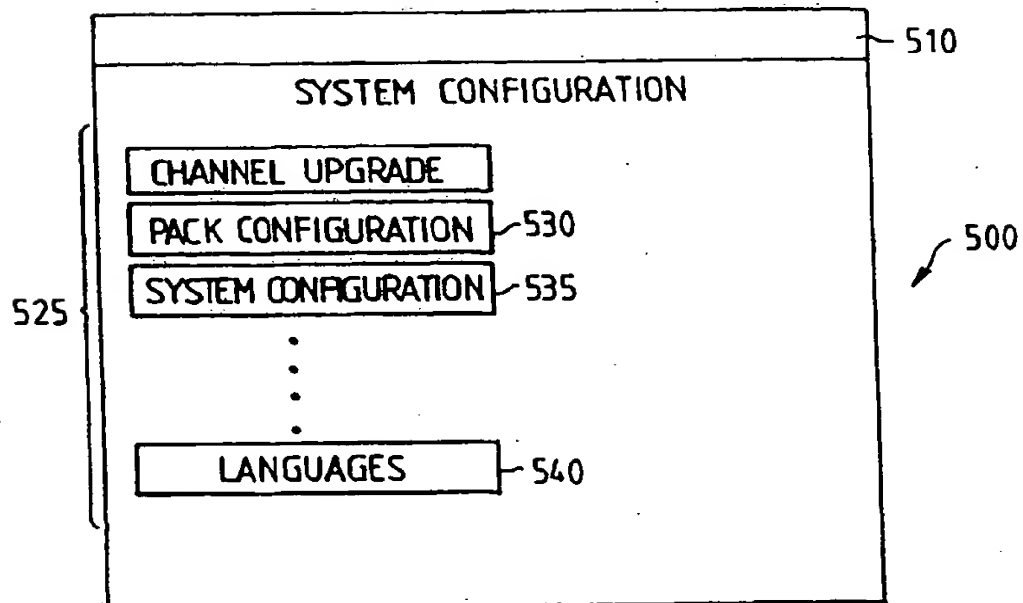 510
SYSTEM CONFIGURATION
CHANNEL UPGRADE
PACK CONFIGURATION
530
500
SYSTEM CONFIGURATION
535
525
LANGUAGES
540